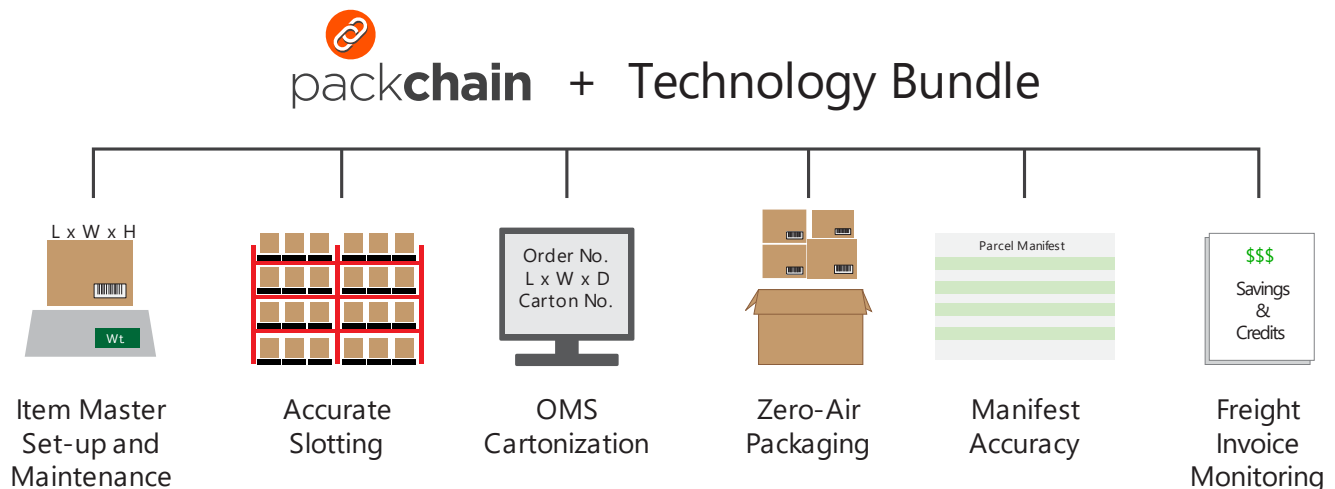 packchain + Technology Bundle
L x W x H
Wt.
Order No.
L x W x D
Carton No.
Parcel Manifest
$$$
Savings
&
Credits
Item Master
Set-up and
Maintenance
Accurate
Slotting
OMS
Cartonization
Zero-Air
Packaging
Manifest
Accuracy
Freight
Invoice
Monitoring